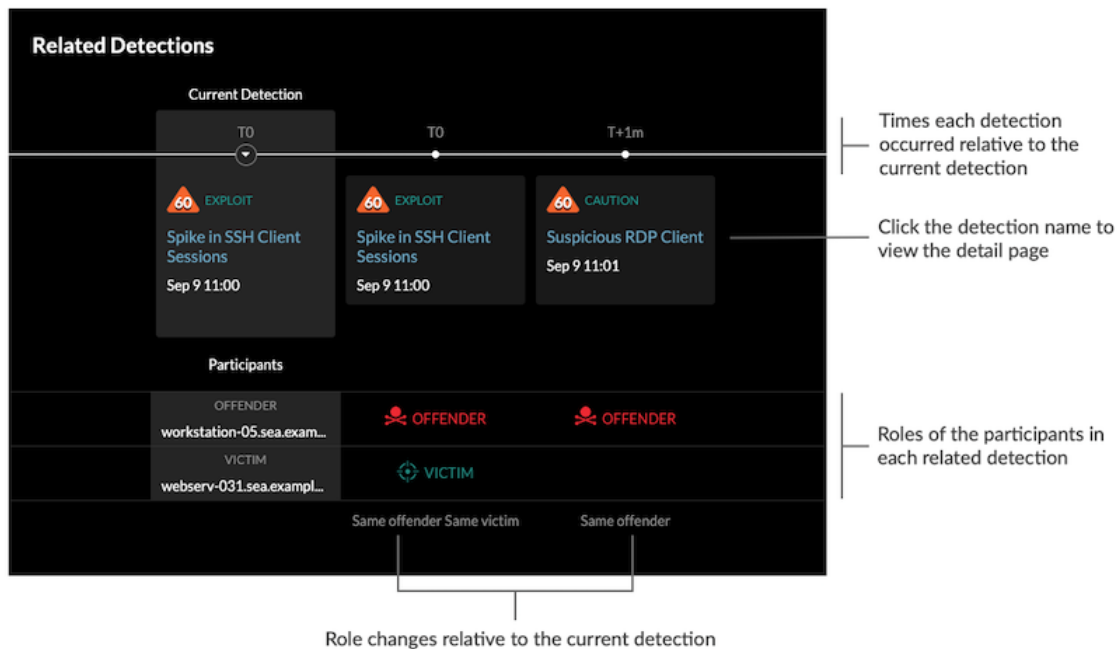 Related Detections
Current Detection
T0
T0
T+1m
Times each detection
occurred relative to the
current detection
60 EXPLOIT
Spike in SSH Client
Sessions
Sep 9 11:00
60 EXPLOIT
Spike in SSH Client
Sessions
Sep 9 11:00
60 CAUTION
Suspicious RDP Client
Sep 9 11:01
Click the detection name to
view the detail page
Participants
OFFENDER
workstation-05.sea.exam...
OFFENDER
OFFENDER
VICTIM
webserv-031.sea.exampl...
VICTIM
Roles of the participants in
each related detection
Same offender Same victim
Same offender
Role changes relative to the current detection